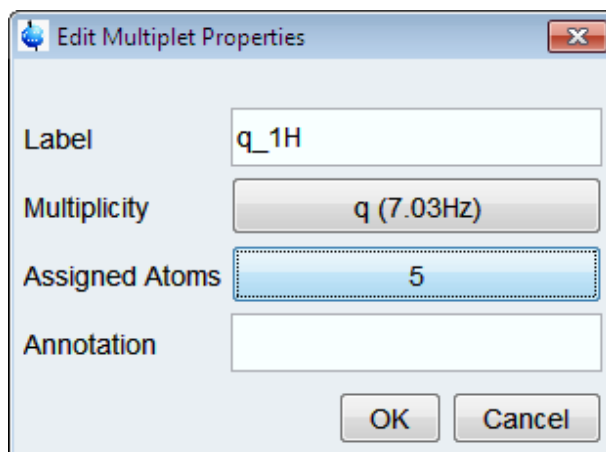 Edit Multiplet Properties
Label q_1H
Multiplicity q (7.03Hz)
Assigned Atoms 5
Annotation
OK Cancel